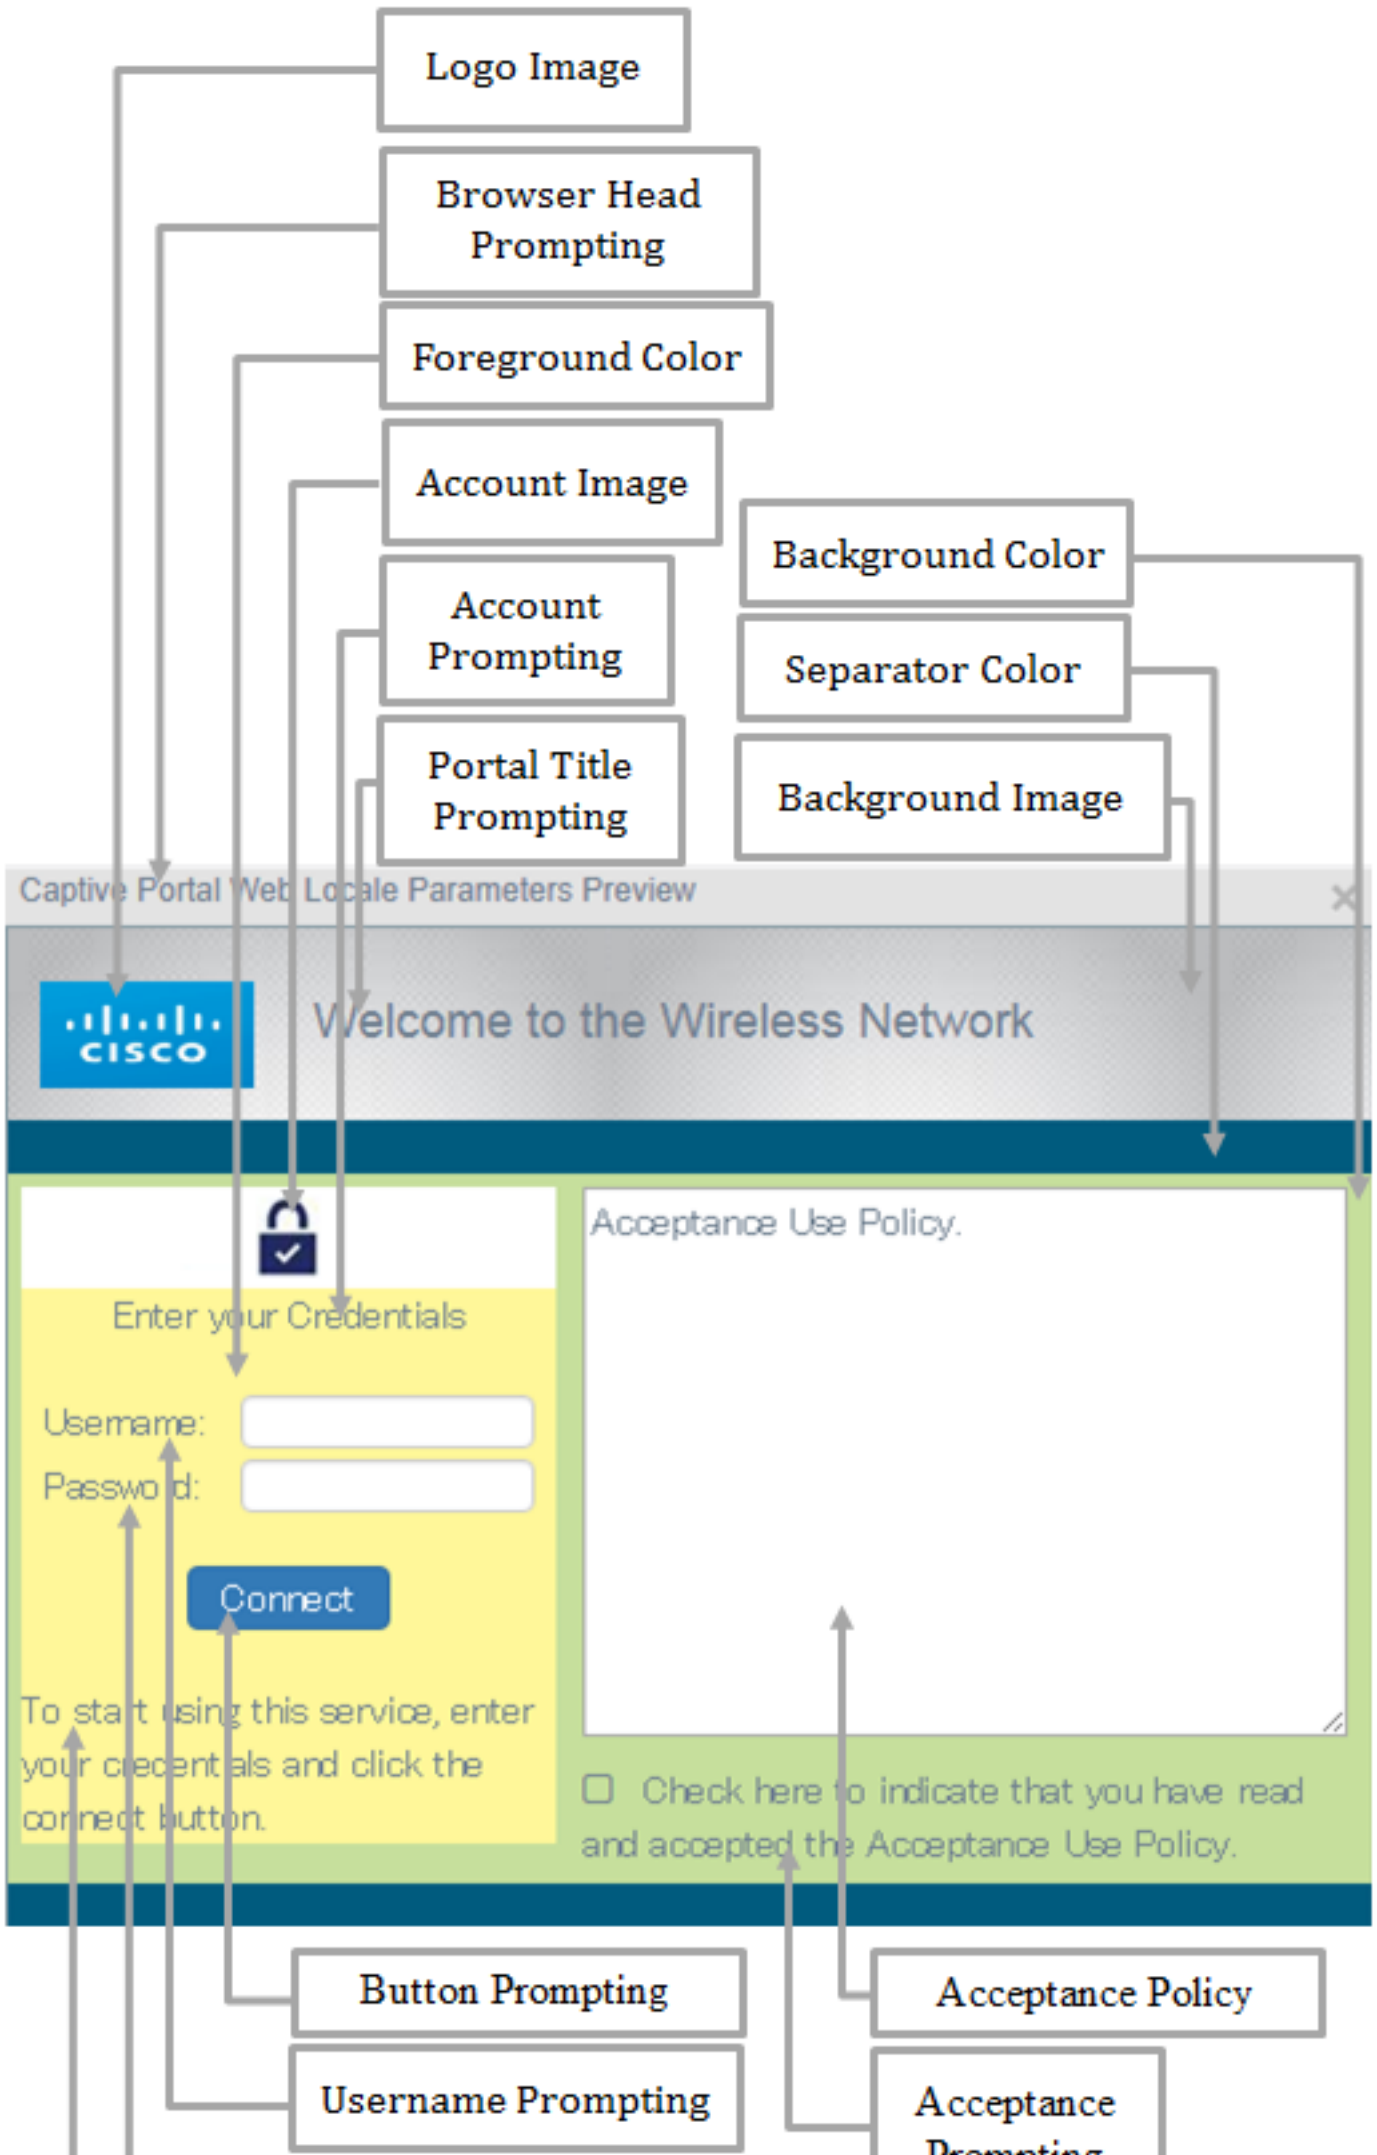 Logo Image
Browser Head
Prompting
Foreground Color
Account Image
Background Color
Account
Prompting
Separator Color
Portal Title
Prompting
Background Image
Captive Portal Web Locale Parameters Preview
CISCO
Welcome to the Wireless Network
Acceptance Use Policy.
Enter your Credentials
Username:
Password:
Connect
To start using this service, enter
your credentials and click the
connect button.
Check here to indicate that you have read
and accepted the Acceptance Use Policy.
Button Prompting
Acceptance Policy
Username Prompting
Acceptance
Prompting